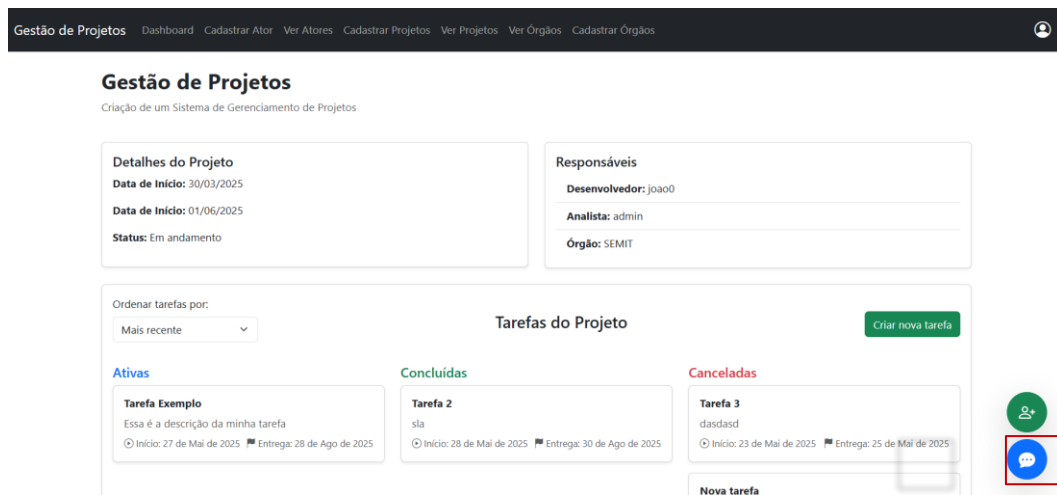 Gestão de Projetos Dashboard Cadastrar Ator Ver Atores Cadastrar Projetos Ver Projetos Ver Órgãos Cadastrar Órgãos
Gestão de Projetos
Criação de um Sistema de Gerenciamento de Projetos
Detalhes do Projeto
Data de Início: 30/03/2025
Data de Início: 01/06/2025
Status: Em andamento
Responsáveis
Desenvolvedor: joao0
Analista: admin
Órgão: SEMIT
Ordenar tarefas por:
Mais recente
Tarefas do Projeto
Criar nova tarefa
Ativas
Tarefa Exemplo
Essa é a descrição da minha tarefa
Início: 27 de Mai de 2025 Entrega: 28 de Ago de 2025
Concluídas
Tarefa 2
sla
Início: 28 de Mai de 2025 Entrega: 30 de Ago de 2025
Canceladas
Tarefa 3
dasdasd
Início: 23 de Mai de 2025 Entrega: 25 de Mai de 2025
Nova tarefa